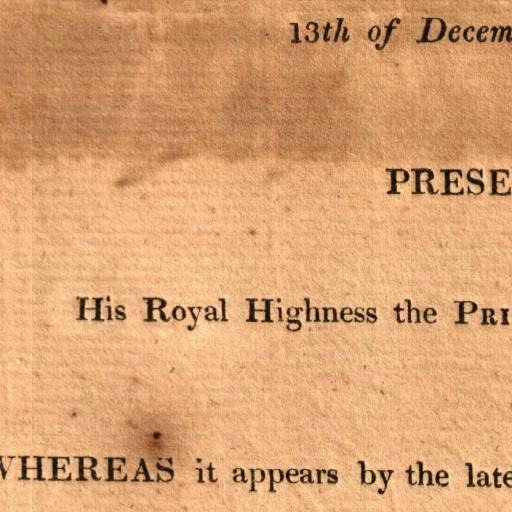 13th of Decem
PRESE
His Royal Highness the PRI
WHEREAS it appears by the late